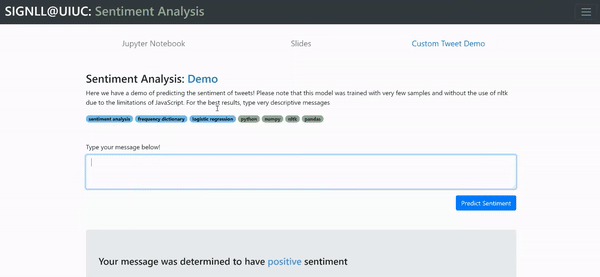 SIGNLL@UIUC: Sentiment Analysis
Jupyter Notebook Slides Custom Tweet Demo
Sentiment Analysis: Demo
Here we have a demo of predicting the sentiment of tweets! Please note that this model was trained with very few samples and without the use of nltk
due to the limitations of JavaScript. For the best results, type very descriptive messages
sentiment analysis frequency dictionary logistic regression python numpy nltk pandas
Type your message below!
Predict Sentiment
Your message was determined to have positive sentiment